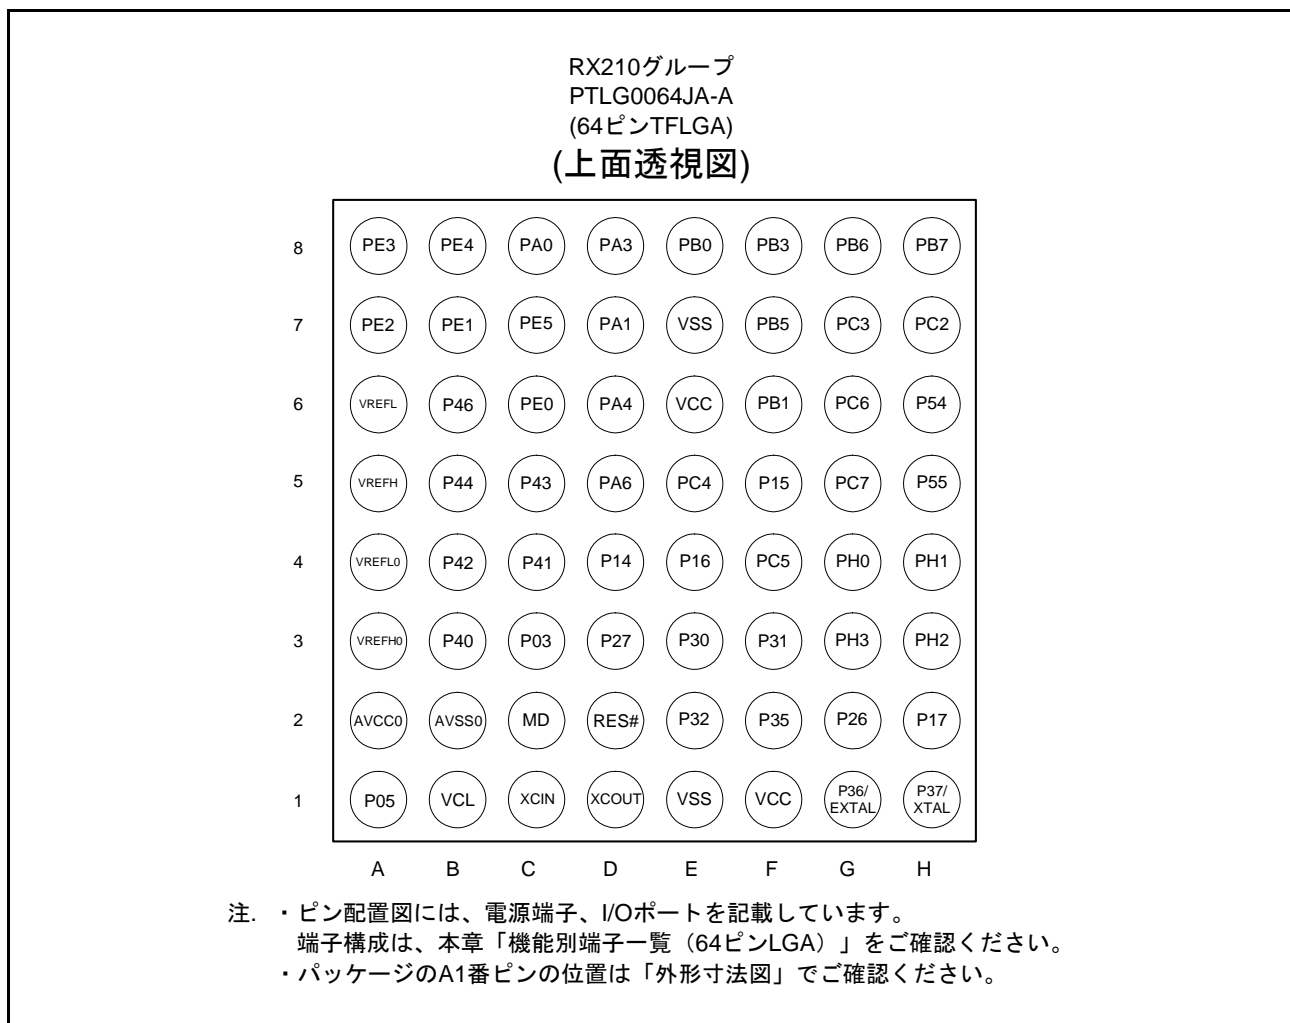 RX210グループ
PTLG0064JA-A
(64ピンTFLGA)
(上面透視図)
8 PE3 PE4 PA0 PA3 PB0 PB3 PB6 PB7
7 PE2 PE1 PE5 PA1 VSS PB5 PC3 PC2
6 VREFL P46 PE0 PA4 VCC PB1 PC6 P54
5 VREFH P44 P43 PA6 PC4 P15 PC7 P55
4 VREFL0 P42 P41 P14 P16 PC5 PH0 PH1
3 VREFH0 P40 P03 P27 P30 P31 PH3 PH2
2 AVCC0 AVSS0 MD RES# P32 P35 P26 P17
1 P05 VCL XCIN XCOUT VSS VCC P36/EXTAL P37/XTAL
A B C D E F G H
注. ・ピン配置図には、電源端子、I/Oポートを記載しています。
端子構成は、本章「機能別端子一覧（64ピンLGA）」をご確認ください。
・パッケージのA1番ピンの位置は「外形寸法図」でご確認ください。